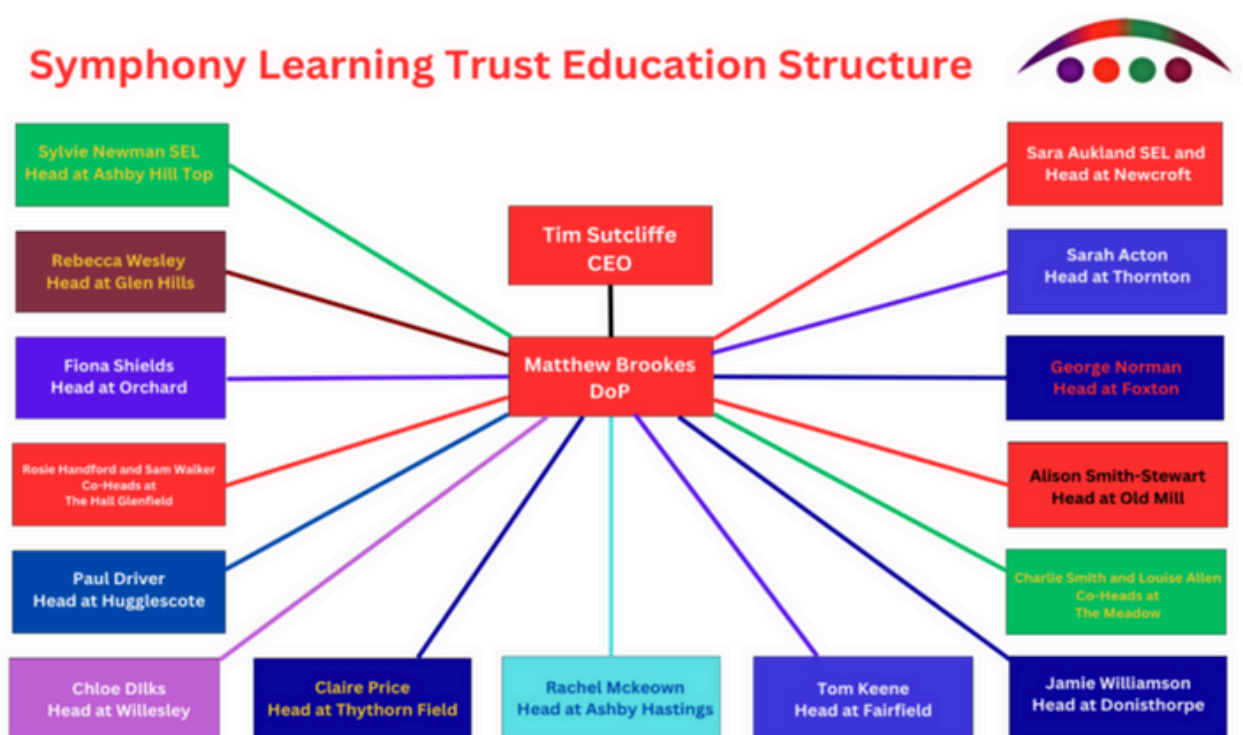 Symphony Learning Trust Education Structure
Sylvie Newman SEL
Head at Ashby Hill Top
Rebecca Wesley
Head at Glen Hills
Fiona Shields
Head at Orchard
Rosie Handford and Sam Walker
Co-Heads at
The Hall Glenfield
Paul Driver
Head at Hugglescote
Chloe DIlks
Head at Willesley
Claire Price
Head at Thythorn Field
Rachel Mckeown
Head at Ashby Hastings
Tom Keene
Head at Fairfield
Jamie Williamson
Head at Donisthorpe
Charlie Smith and Louise Allen
Co-Heads at
The Meadow
Alison Smith-Stewart
Head at Old Mill
George Norman
Head at Foxton
Sarah Acton
Head at Thornton
Sara Aukland SEL and
Head at Newcroft
Tim Sutcliffe
CEO
Matthew Brookes
DoP